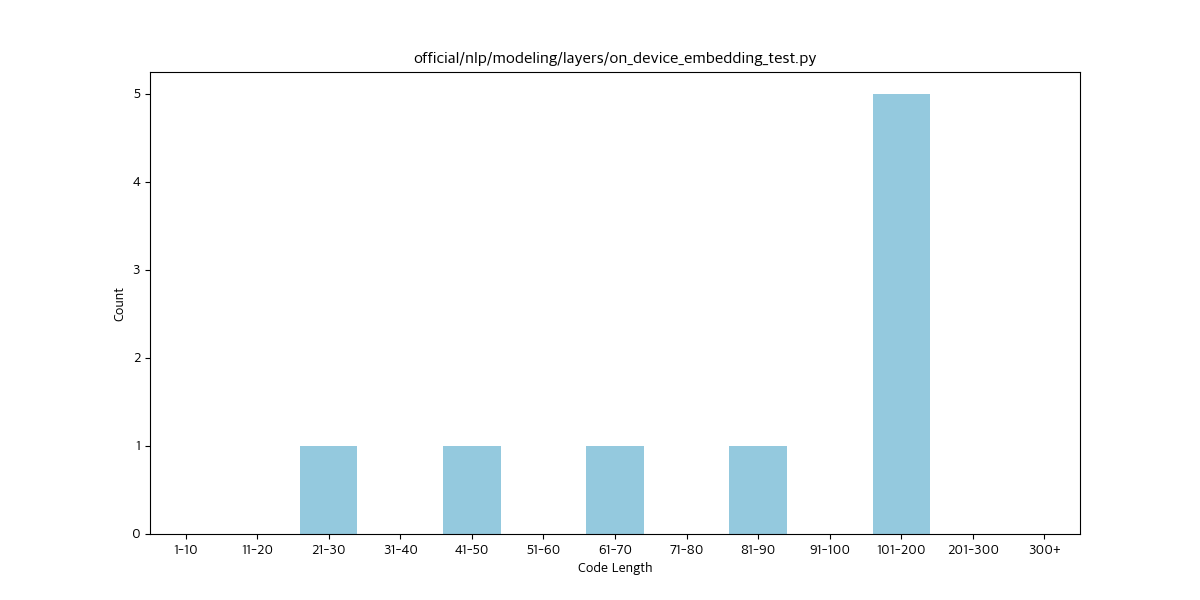 official/nlp/modeling/layers/on_device_embedding_test.py
5
4
3
2
1
0
Count
1-10 11-20 21-30 31-40 41-50 51-60 61-70 71-80 81-90 91-100 101-200 201-300 300+
Code Length